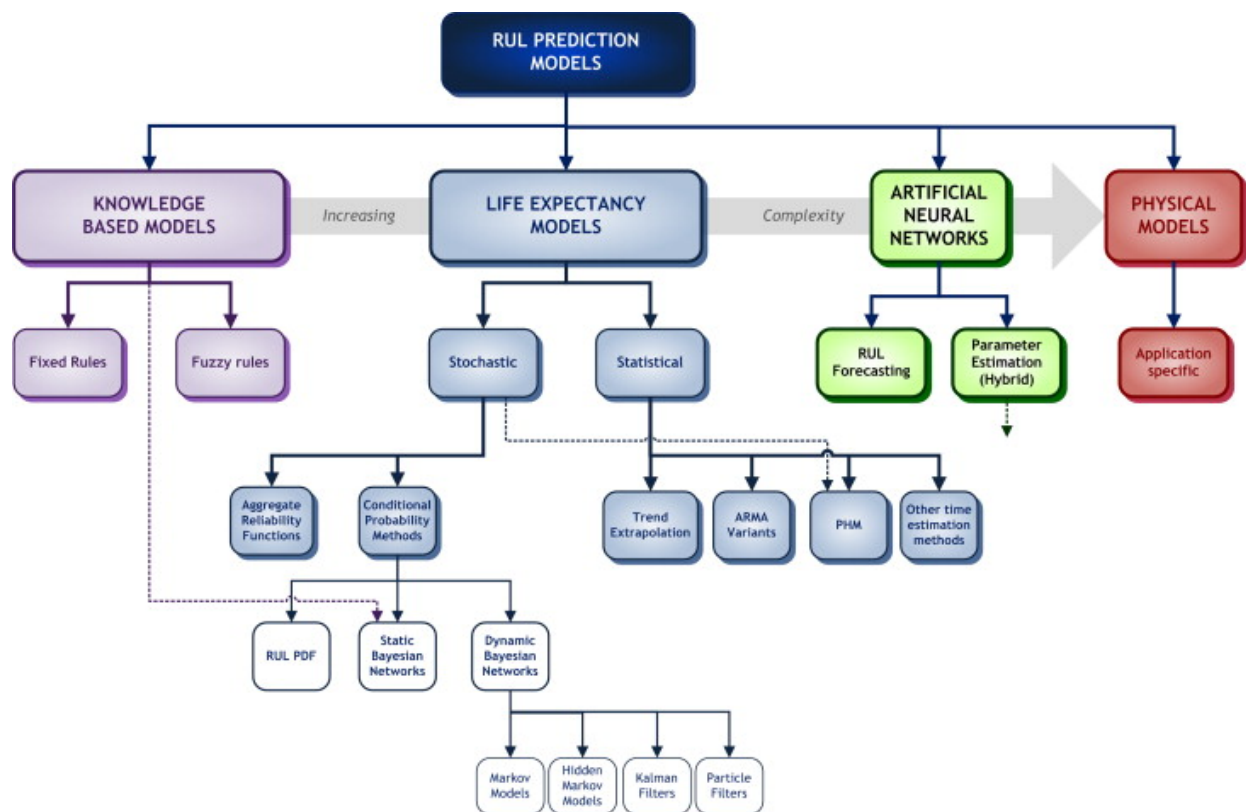 RUL PREDICTION
MODELS
KNOWLEDGE
BASED MODELS
Increasing
LIFE EXPECTANCY
MODELS
Complexity
ARTIFICIAL
NEURAL
NETWORKS
PHYSICAL
MODELS
Fixed Rules
Fuzzy rules
Stochastic
Statistical
RUL
Forecasting
Parameter
Estimation
(Hybrid)
Application
specific
Aggregate
Reliability
Functions
Conditional
Probability
Methods
Trend
Extrapolation
ARMA
Variants
PHM
Other time
estimation
methods
RUL PDF
Static
Bayesian
Networks
Dynamic
Bayesian
Networks
Markov
Models
Hidden
Markov
Models
Kalman
Filters
Particle
Filters